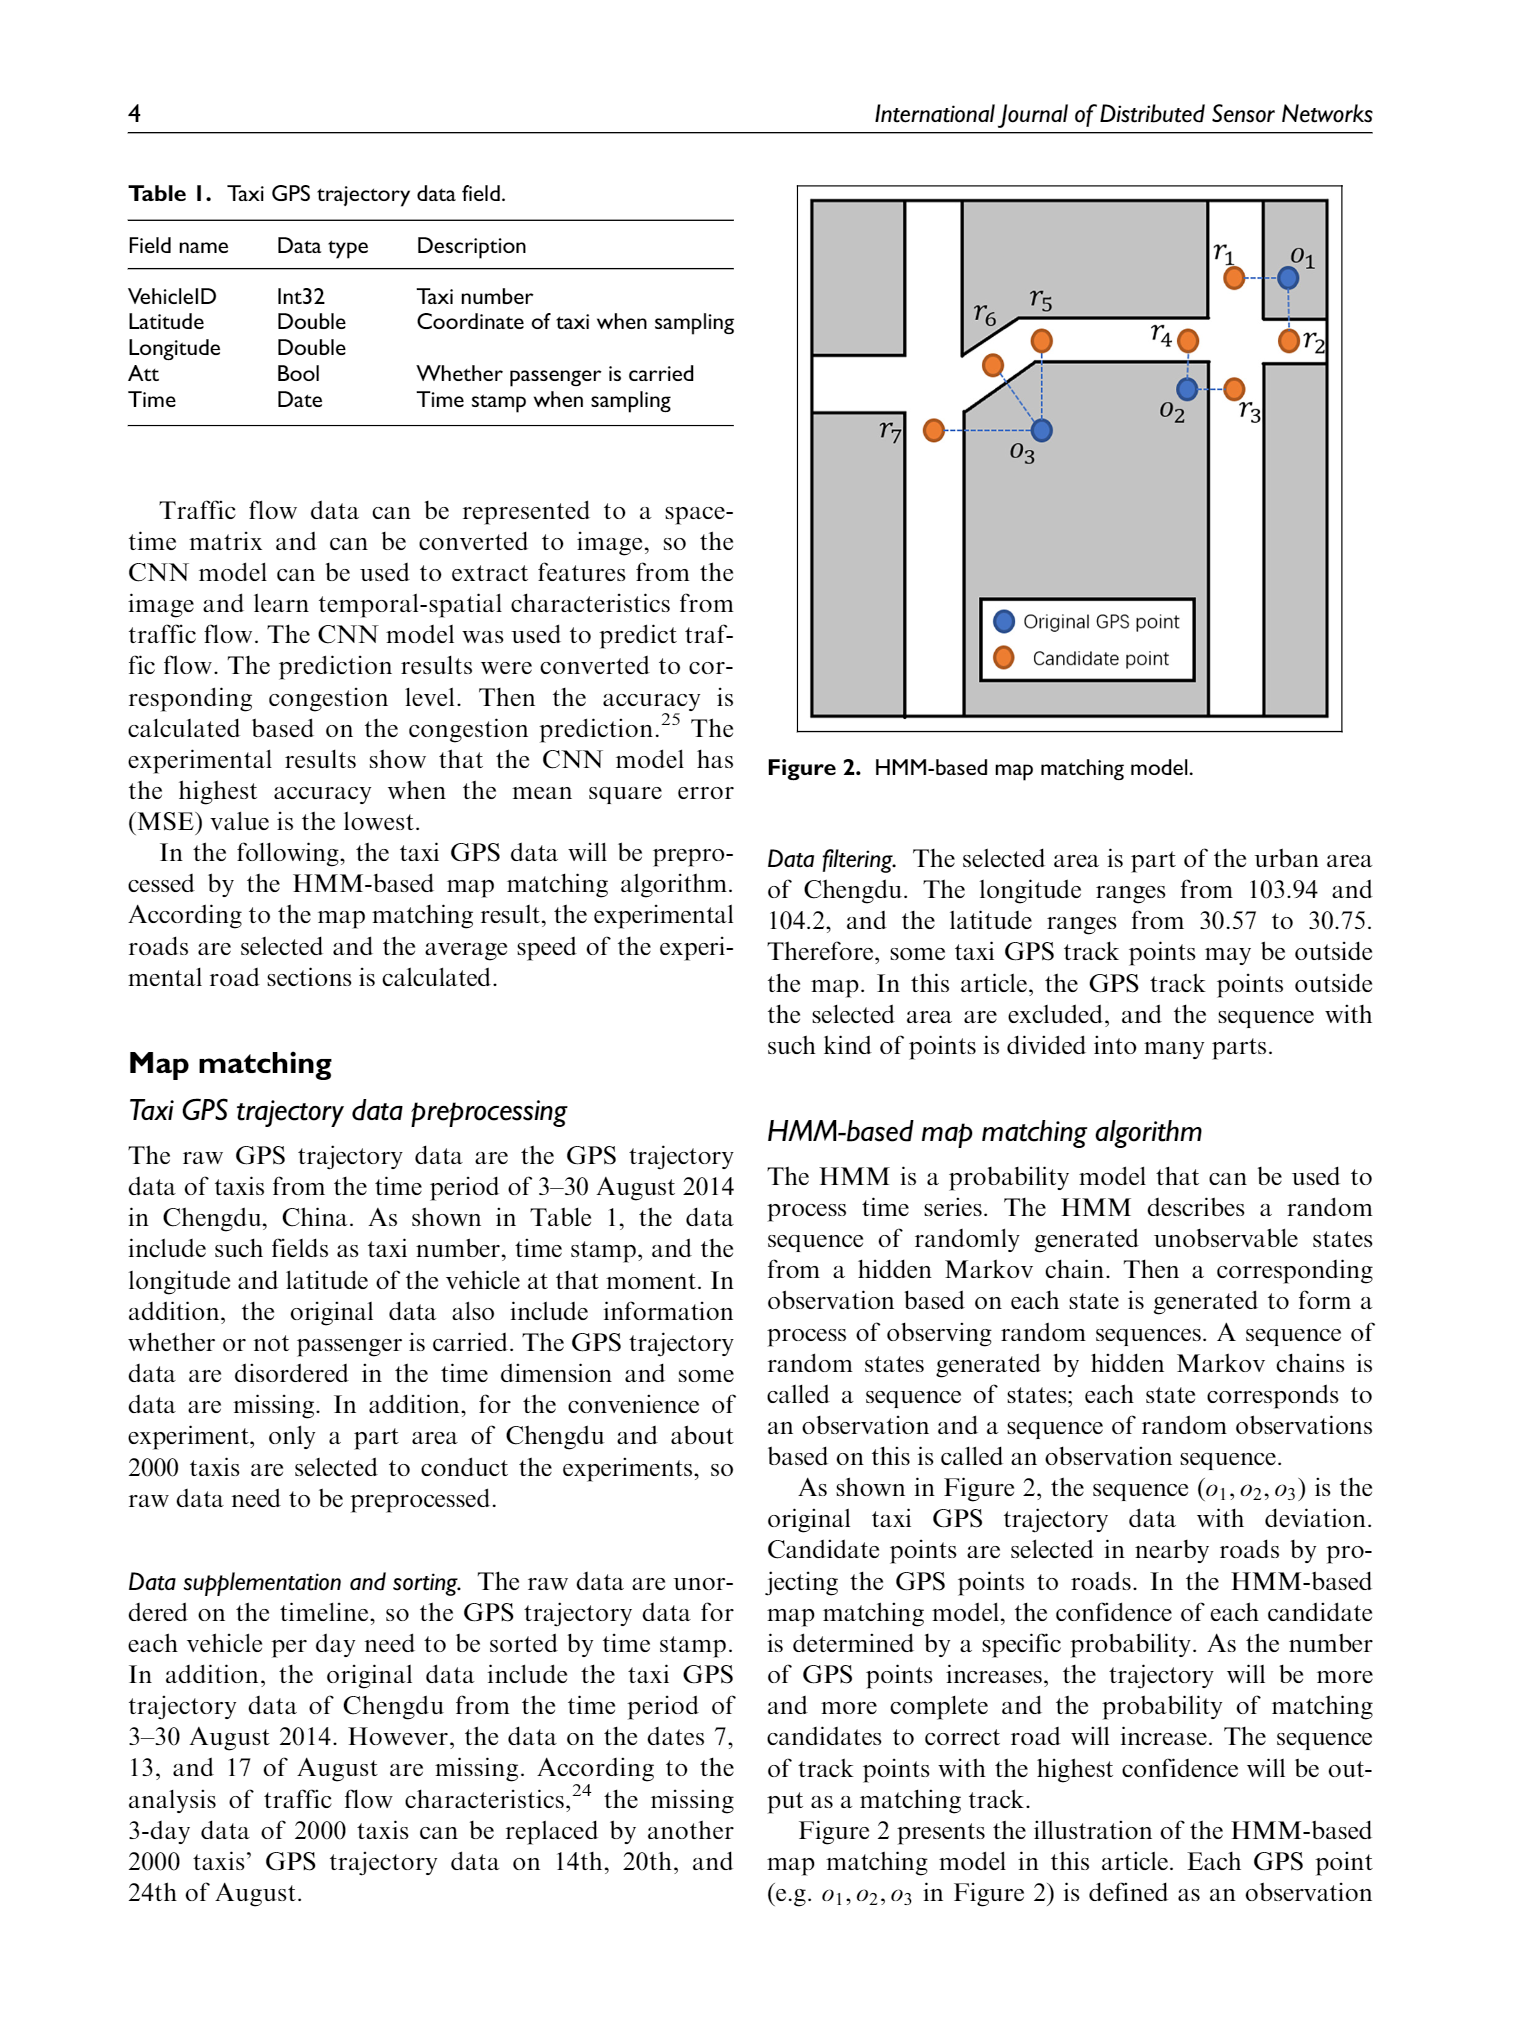 4
International Journal of Distributed Sensor Networks
Table 1. Taxi GPS trajectory data field.
Field name Data type Description
VehicleID Int32 Taxi number
Latitude Double Coordinate of taxi when sampling
Longitude Double
Att Bool Whether passenger is carried
Time Date Time stamp when sampling
Traffic flow data can be represented to a space-
time matrix and can be converted to image, so the
CNN model can be used to extract features from the
image and learn temporal-spatial characteristics from
traffic flow. The CNN model was used to predict traf-
fic flow. The prediction results were converted to cor-
responding congestion level. Then the accuracy is
calculated based on the congestion prediction.25 The
experimental results show that the CNN model has
the highest accuracy when the mean square error
(MSE) value is the lowest.
In the following, the taxi GPS data will be prepro-
cessed by the HMM-based map matching algorithm.
According to the map matching result, the experimental
roads are selected and the average speed of the experi-
mental road sections is calculated.
Map matching
Taxi GPS trajectory data preprocessing
The raw GPS trajectory data are the GPS trajectory
data of taxis from the time period of 3–30 August 2014
in Chengdu, China. As shown in Table 1, the data
include such fields as taxi number, time stamp, and the
longitude and latitude of the vehicle at that moment. In
addition, the original data also include information
whether or not passenger is carried. The GPS trajectory
data are disordered in the time dimension and some
data are missing. In addition, for the convenience of
experiment, only a part area of Chengdu and about
2000 taxis are selected to conduct the experiments, so
raw data need to be preprocessed.
Data supplementation and sorting. The raw data are unor-
dered on the timeline, so the GPS trajectory data for
each vehicle per day need to be sorted by time stamp.
In addition, the original data include the taxi GPS
trajectory data of Chengdu from the time period of
3–30 August 2014. However, the data on the dates 7,
13, and 17 of August are missing. According to the
analysis of traffic flow characteristics,24 the missing
3-day data of 2000 taxis can be replaced by another
2000 taxis’ GPS trajectory data on 14th, 20th, and
24th of August.
r1
o1
r5
r6
r4
r2
o2
r3
r7
o3
Original GPS point
Candidate point
Figure 2. HMM-based map matching model.
Data filtering. The selected area is part of the urban area
of Chengdu. The longitude ranges from 103.94 and
104.2, and the latitude ranges from 30.57 to 30.75.
Therefore, some taxi GPS track points may be outside
the map. In this article, the GPS track points outside
the selected area are excluded, and the sequence with
such kind of points is divided into many parts.
HMM-based map matching algorithm
The HMM is a probability model that can be used to
process time series. The HMM describes a random
sequence of randomly generated unobservable states
from a hidden Markov chain. Then a corresponding
observation based on each state is generated to form a
process of observing random sequences. A sequence of
random states generated by hidden Markov chains is
called a sequence of states; each state corresponds to
an observation and a sequence of random observations
based on this is called an observation sequence.
As shown in Figure 2, the sequence (o1, o2, o3) is the
original taxi GPS trajectory data with deviation.
Candidate points are selected in nearby roads by pro-
jecting the GPS points to roads. In the HMM-based
map matching model, the confidence of each candidate
is determined by a specific probability. As the number
of GPS points increases, the trajectory will be more
and more complete and the probability of matching
candidates to correct road will increase. The sequence
of track points with the highest confidence will be out-
put as a matching track.
Figure 2 presents the illustration of the HMM-based
map matching model in this article. Each GPS point
(e.g. o1, o2, o3 in Figure 2) is defined as an observation